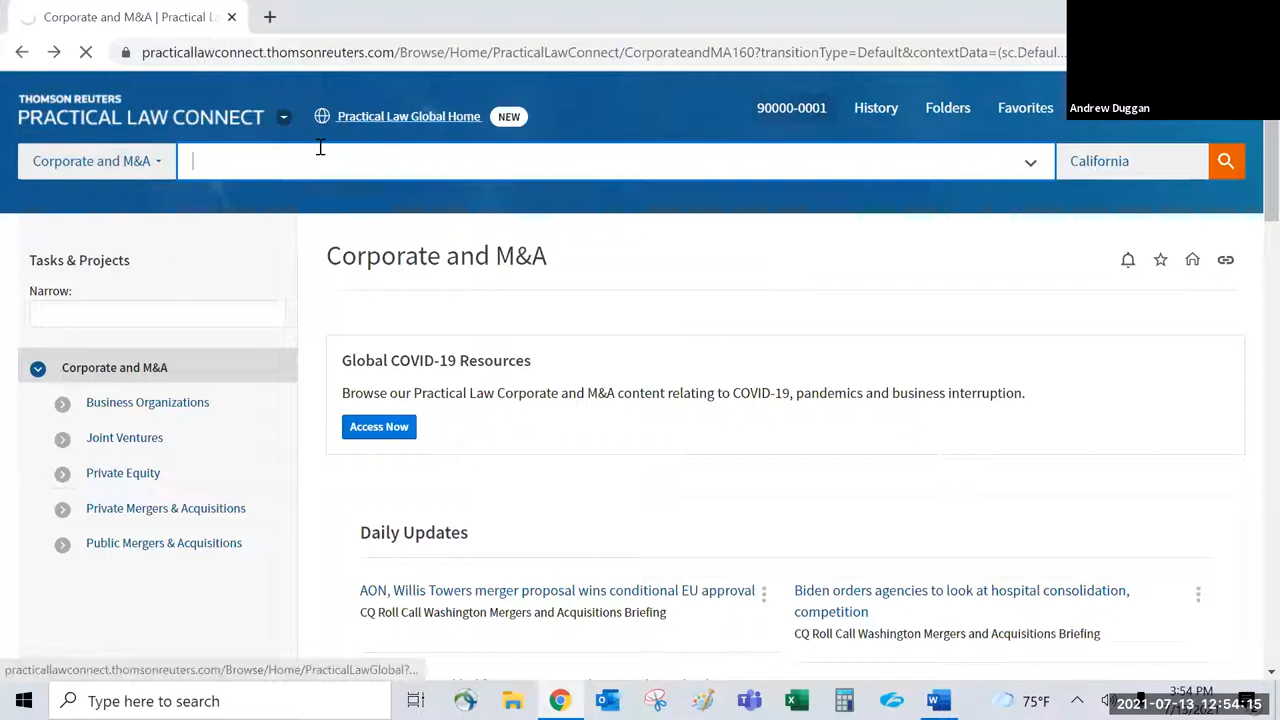 Corporate and M&A | Practical L
practicallawconnect.thomsonreuters.com/Browse/Home/PracticalLawConnect/CorporateandMA160?transitionType=Default&contextData=(sc.Defaul...
Andrew Duggan
THOMSON REUTERS
PRACTICAL LAW CONNECT
Practical Law Global Home
NEW
90000-0001
History
Folders
Favorites
Corporate and M&A
California
Tasks & Projects
Narrow:
Corporate and M&A
Business Organizations
Joint Ventures
Private Equity
Private Mergers & Acquisitions
Public Mergers & Acquisitions
Corporate and M&A
Global COVID-19 Resources
Browse our Practical Law Corporate and M&A content relating to COVID-19, pandemics and business interruption.
Access Now
Daily Updates
AON, Willis Towers merger proposal wins conditional EU approval
CQ Roll Call Washington Mergers and Acquisitions Briefing
Biden orders agencies to look at hospital consolidation,
competition
CQ Roll Call Washington Mergers and Acquisitions Briefing
practicallawconnect.thomsonreuters.com/Browse/Home/PracticalLawGlobal?...
Type here to search
75°F
3:54 PM
2021-07-13 12:54:15